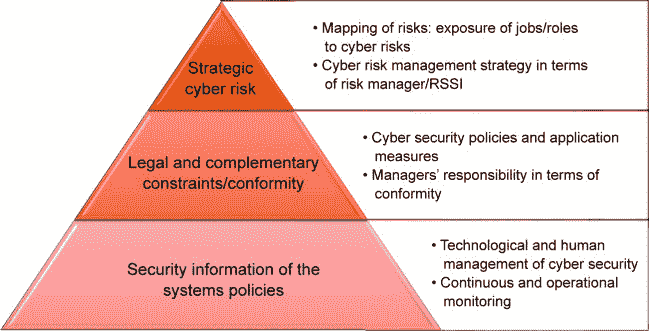 Strategic
cyber risk
• Mapping of risks: exposure of jobs/roles
to cyber risks
• Cyber risk management strategy in terms
of risk manager/RSSI
Legal and complementary
constraints/conformity
• Cyber security policies and application
measures
• Managers' responsibility in terms of
conformity
Security information of the
systems policies
• Technological and human
management of cyber security
• Continuous and operational
monitoring